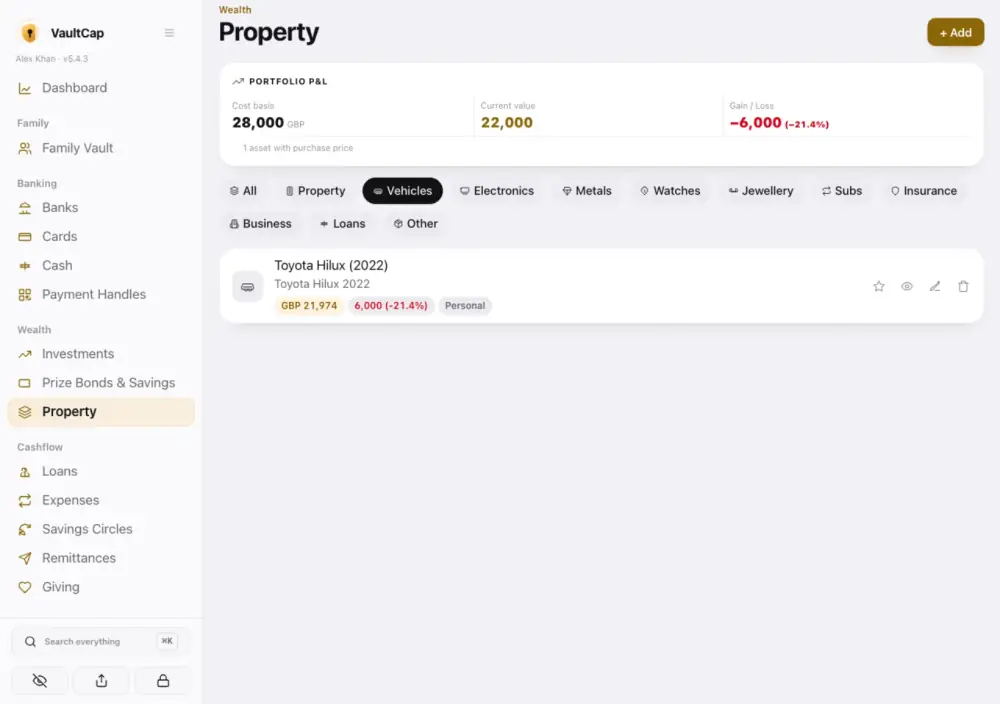 VaultCap
Alex Khan · v5.4.3
Dashboard
Family
Family Vault
Banking
Banks
Cards
Cash
Payment Handles
Wealth
Investments
Prize Bonds & Savings
Property
Cashflow
Loans
Expenses
Savings Circles
Remittances
Giving
Search everything ⌘K
Wealth
Property
+ Add
PORTFOLIO P&L
Cost basis
28,000 GBP
Current value
22,000
Gain / Loss
−6,000 (−21.4%)
1 asset with purchase price
All Property Vehicles Electronics Metals Watches Jewellery Subs Insurance
Business Loans Other
Toyota Hilux (2022)
Toyota Hilux 2022
GBP 21,974 6,000 (-21.4%) Personal